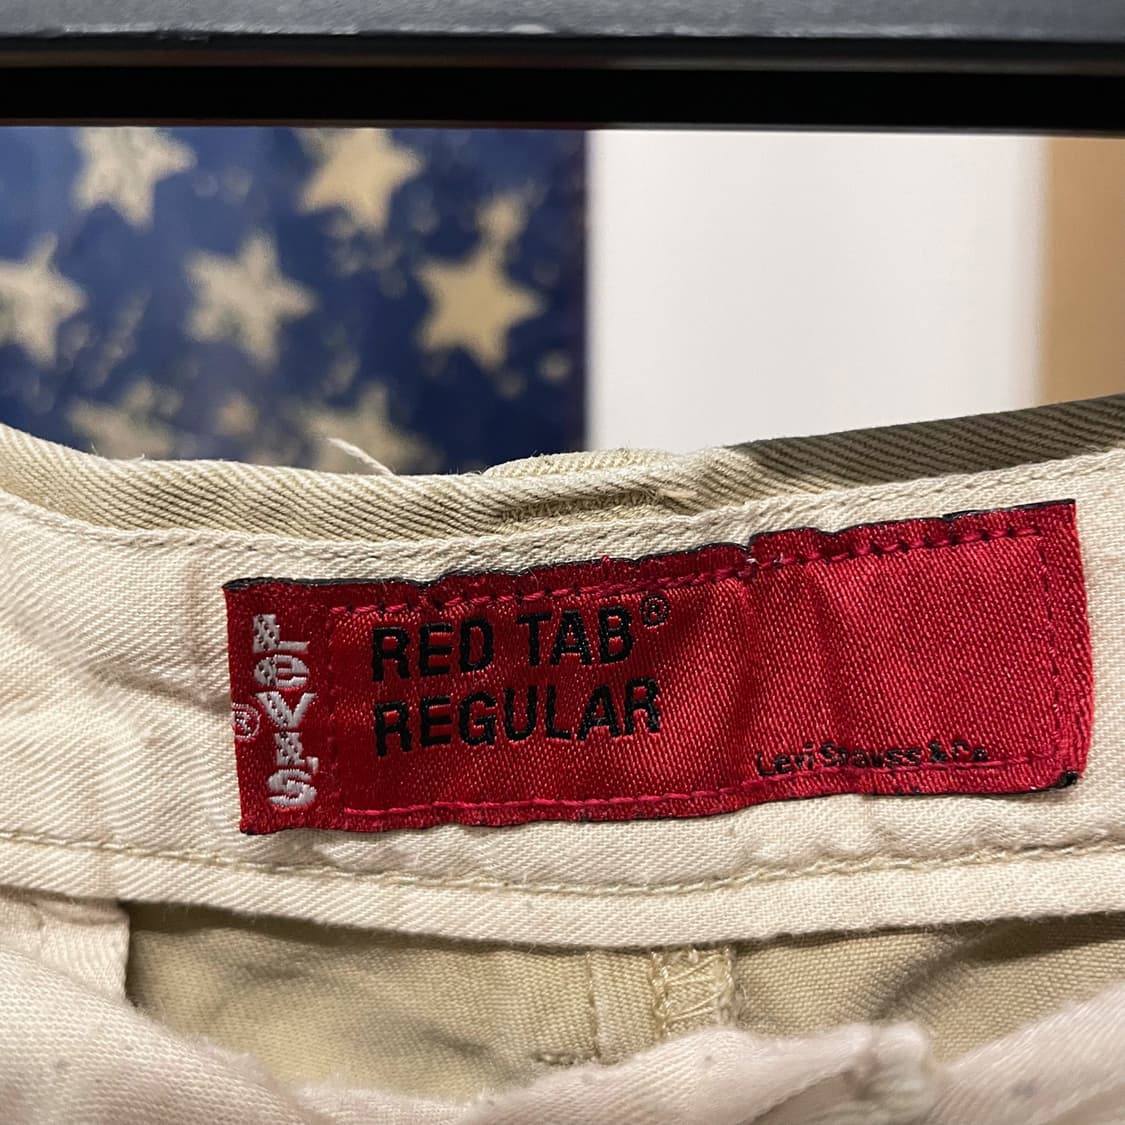 LEVI'S
®
RED TAB®
REGULAR
Levi Strauss & Co.